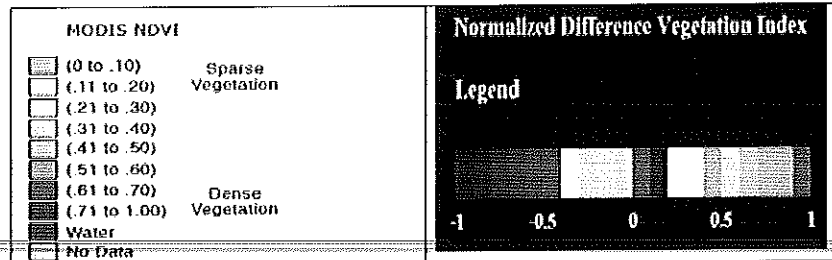 MODIS NDVI
(0 to .10) Sparse
(.11 to .20) Vegetation
(.21 to .30)
(.31 to .40)
(.41 to .50)
(.51 to .60)
(.61 to .70) Dense
(.71 to 1.00) Vegetation
Water
No Data
Normalized Difference Vegetation Index
Legend
-1 -0.5 0 0.5 1